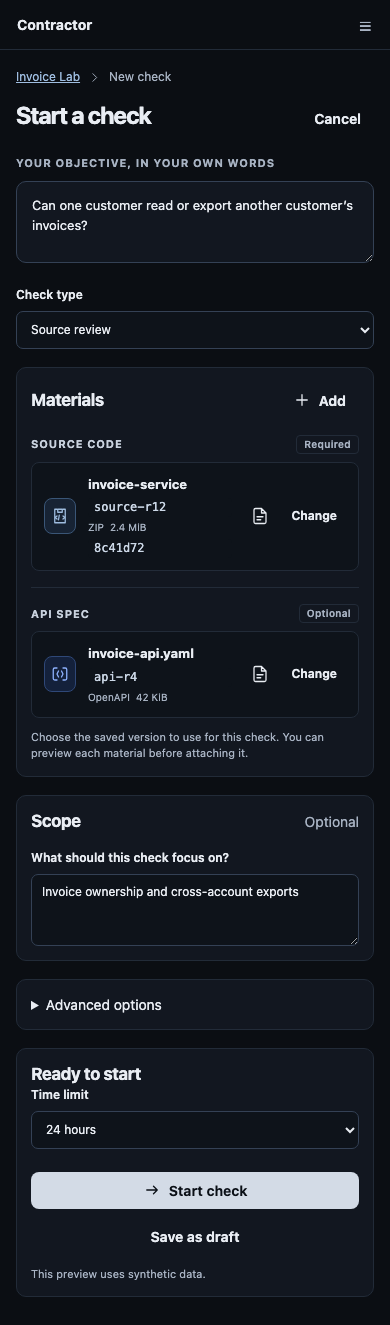 Contractor
Invoice Lab > New check
Start a check
Cancel
YOUR OBJECTIVE, IN YOUR OWN WORDS
Can one customer read or export another customer's
invoices?
Check type
Source review
Materials
+ Add
SOURCE CODE
Required
invoice-service
source-r12
ZIP 2.4 MiB
8c41d72
Change
API SPEC
Optional
invoice-api.yaml
api-r4
OpenAPI 42 KiB
Change
Choose the saved version to use for this check. You can
preview each material before attaching it.
Scope
Optional
What should this check focus on?
Invoice ownership and cross-account exports
Advanced options
Ready to start
Time limit
24 hours
→ Start check
Save as draft
This preview uses synthetic data.